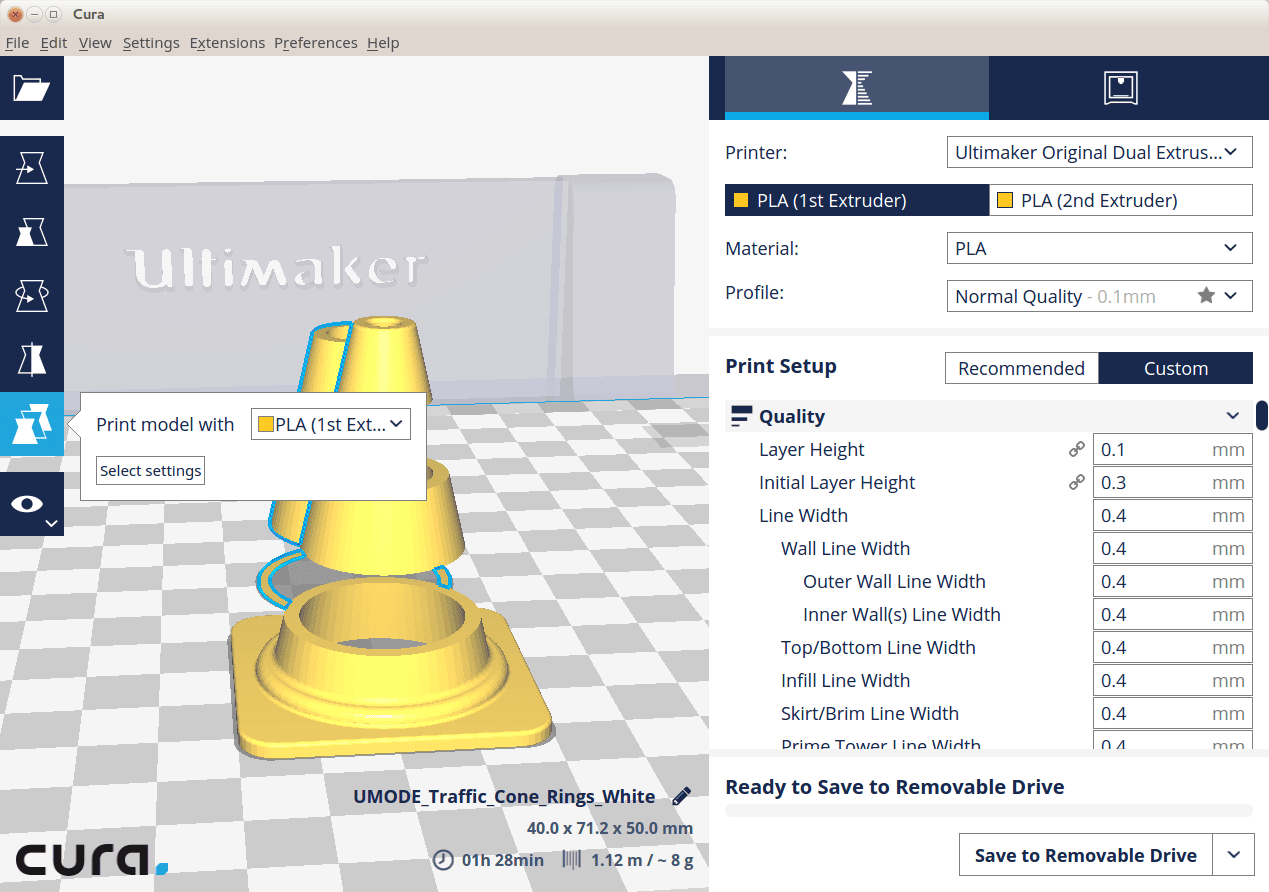 Cura
File Edit View Settings Extensions Preferences Help
Ultimaker
Print model with PLA (1st Ext...
Select settings
UMODE_Traffic_Cone_Rings_White
40.0 x 71.2 x 50.0 mm
01h 28min 1.12 m / ~ 8 g
cura.
Printer: Ultimaker Original Dual Extrus...
PLA (1st Extruder) PLA (2nd Extruder)
Material: PLA
Profile: Normal Quality - 0.1mm
Print Setup Recommended Custom
Quality
Layer Height 0.1 mm
Initial Layer Height 0.3 mm
Line Width 0.4 mm
Wall Line Width 0.4 mm
Outer Wall Line Width 0.4 mm
Inner Wall(s) Line Width 0.4 mm
Top/Bottom Line Width 0.4 mm
Infill Line Width 0.4 mm
Skirt/Brim Line Width 0.4 mm
Prime Tower Line Width 0.4 mm
Ready to Save to Removable Drive
Save to Removable Drive